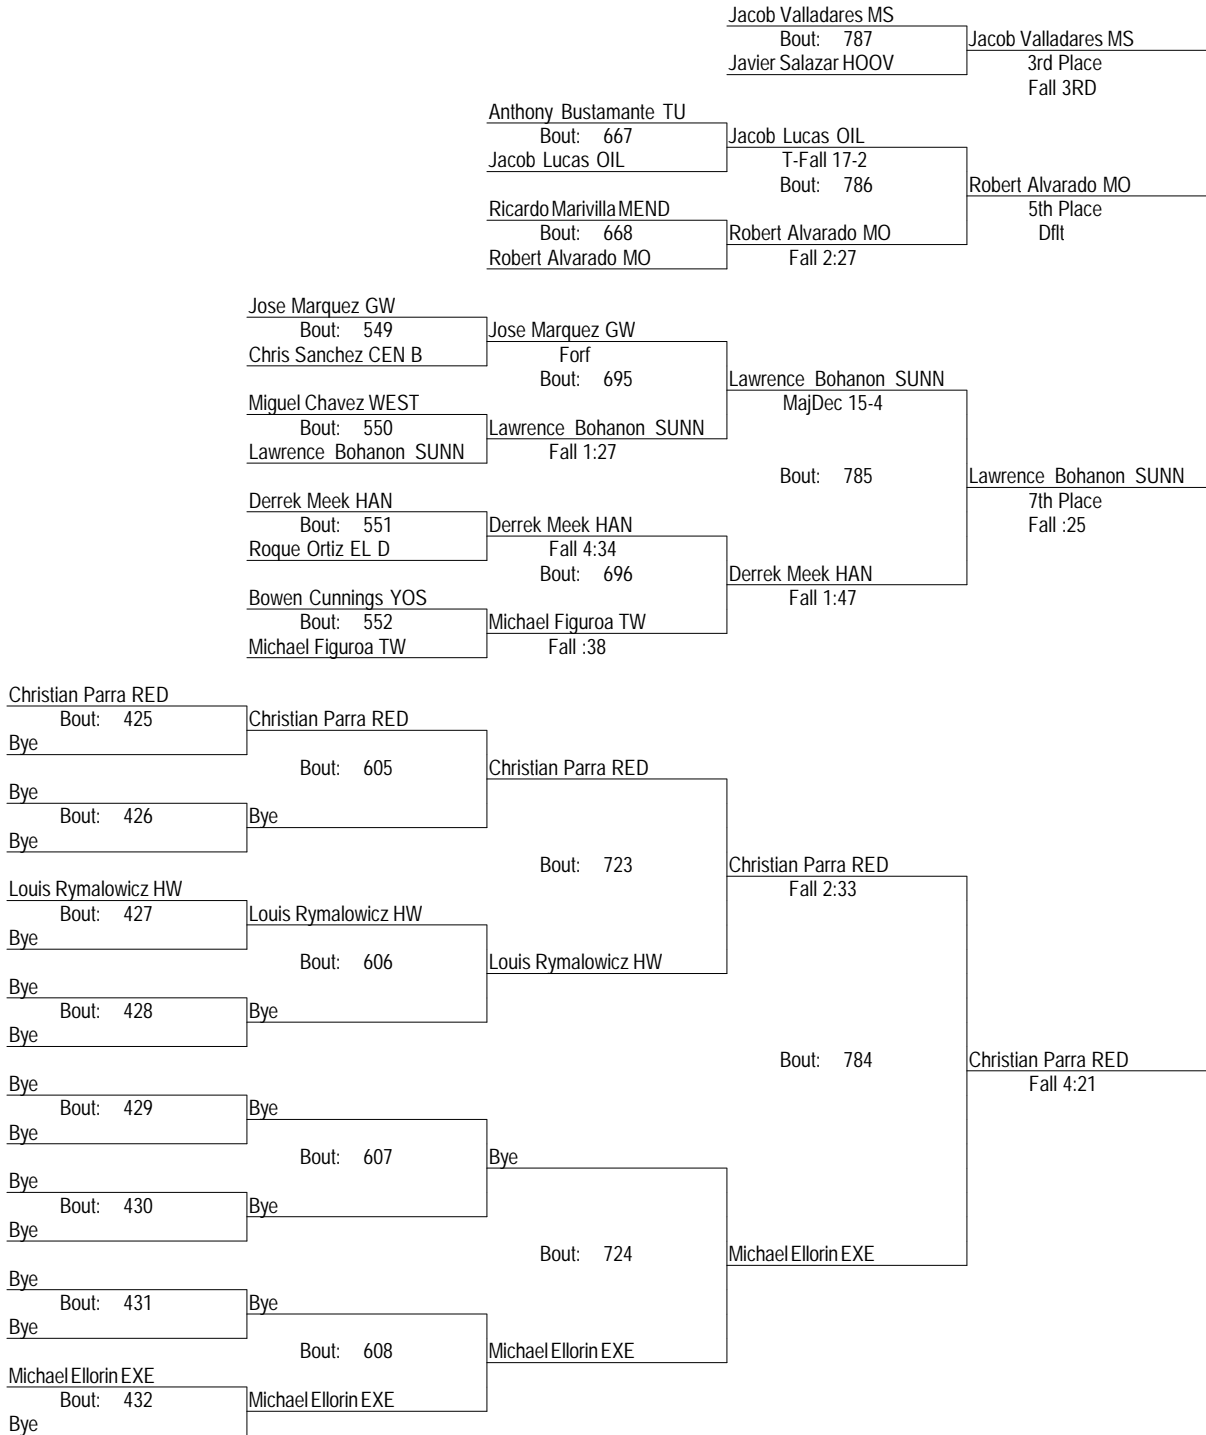 Jacob Valladares MS
Bout: 787
Jacob Valladares MS
Javier Salazar HOOV
3rd Place
Fall 3RD
Anthony Bustamante TU
Bout: 667
Jacob Lucas OIL
Jacob Lucas OIL
T-Fall 17-2
Bout: 786
Robert Alvarado MO
Ricardo Marivilla MEND
5th Place
Bout: 668
Robert Alvarado MO
Dflt
Robert Alvarado MO
Fall 2:27
Jose Marquez GW
Bout: 549
Jose Marquez GW
Chris Sanchez CEN B
Forf
Bout: 695
Lawrence Bohanon SUNN
Miguel Chavez WEST
MajDec 15-4
Bout: 550
Lawrence Bohanon SUNN
Lawrence Bohanon SUNN
Fall 1:27
Bout: 785
Lawrence Bohanon SUNN
Derrek Meek HAN
7th Place
Bout: 551
Derrek Meek HAN
Fall :25
Roque Ortiz EL D
Fall 4:34
Bout: 696
Derrek Meek HAN
Bowen Cunnings YOS
Fall 1:47
Bout: 552
Michael Figuroa TW
Michael Figuroa TW
Fall :38
Christian Parra RED
Bout: 425
Christian Parra RED
Bye
Bout: 605
Christian Parra RED
Bye
Bout: 426
Bye
Bye
Bout: 723
Christian Parra RED
Louis Rymalowicz HW
Fall 2:33
Bout: 427
Louis Rymalowicz HW
Bye
Bout: 606
Louis Rymalowicz HW
Bye
Bout: 428
Bye
Bye
Bout: 784
Christian Parra RED
Bye
Fall 4:21
Bout: 429
Bye
Bye
Bout: 607
Bye
Bye
Bout: 430
Bye
Bye
Bout: 724
Michael Ellorin EXE
Bye
Bout: 431
Bye
Bye
Bout: 608
Michael Ellorin EXE
Michael Ellorin EXE
Bout: 432
Michael Ellorin EXE
Bye